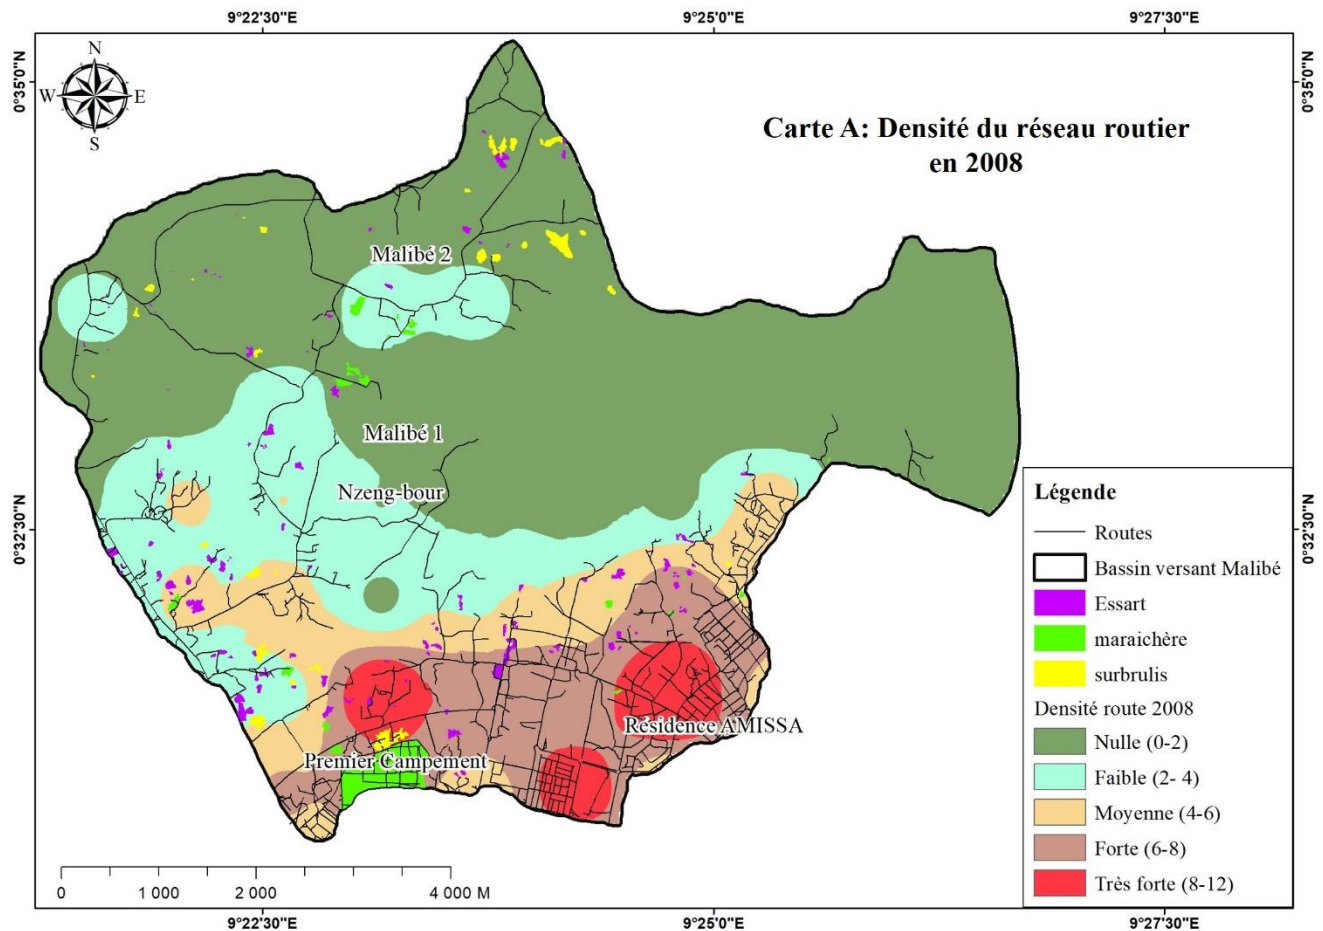 9°22'30"E
9°25'0"E
9°27'30"E
0°35'0"N
0°35'0"N
N
W
E
S
Carte A: Densité du réseau routier
en 2008
Malibé 2
Malibé 1
Nzeng-bour
0°32'30"N
0°32'30"N
Résidence AMISSA
Premier Campement
Légende
Routes
Bassin versant Malibé
Essart
maraichère
surbrulis
Densité route 2008
Nulle (0-2)
Faible (2- 4)
Moyenne (4-6)
Forte (6-8)
Très forte (8-12)
0
1 000
2 000
4 000 M
9°22'30"E
9°25'0"E
9°27'30"E